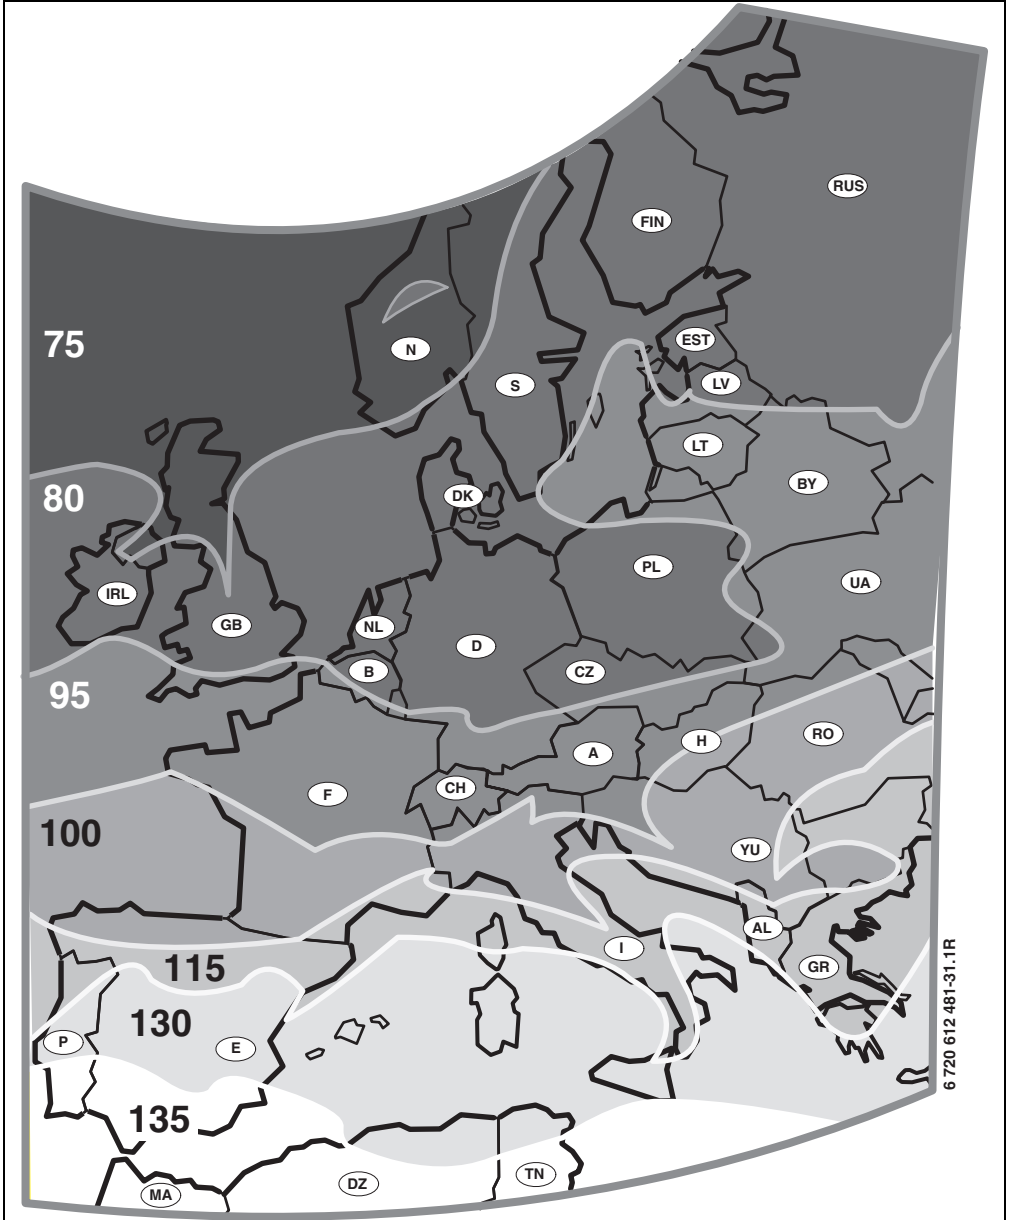 RUS
FIN
75
N
EST
S
LV
LT
80
DK
BY
PL
UA
IRL
GB
NL
D
B
CZ
95
RO
H
A
CH
F
100
YU
AL
I
GR
115
130
P
E
135
TN
DZ
MA
6 720 612 481-31.1R